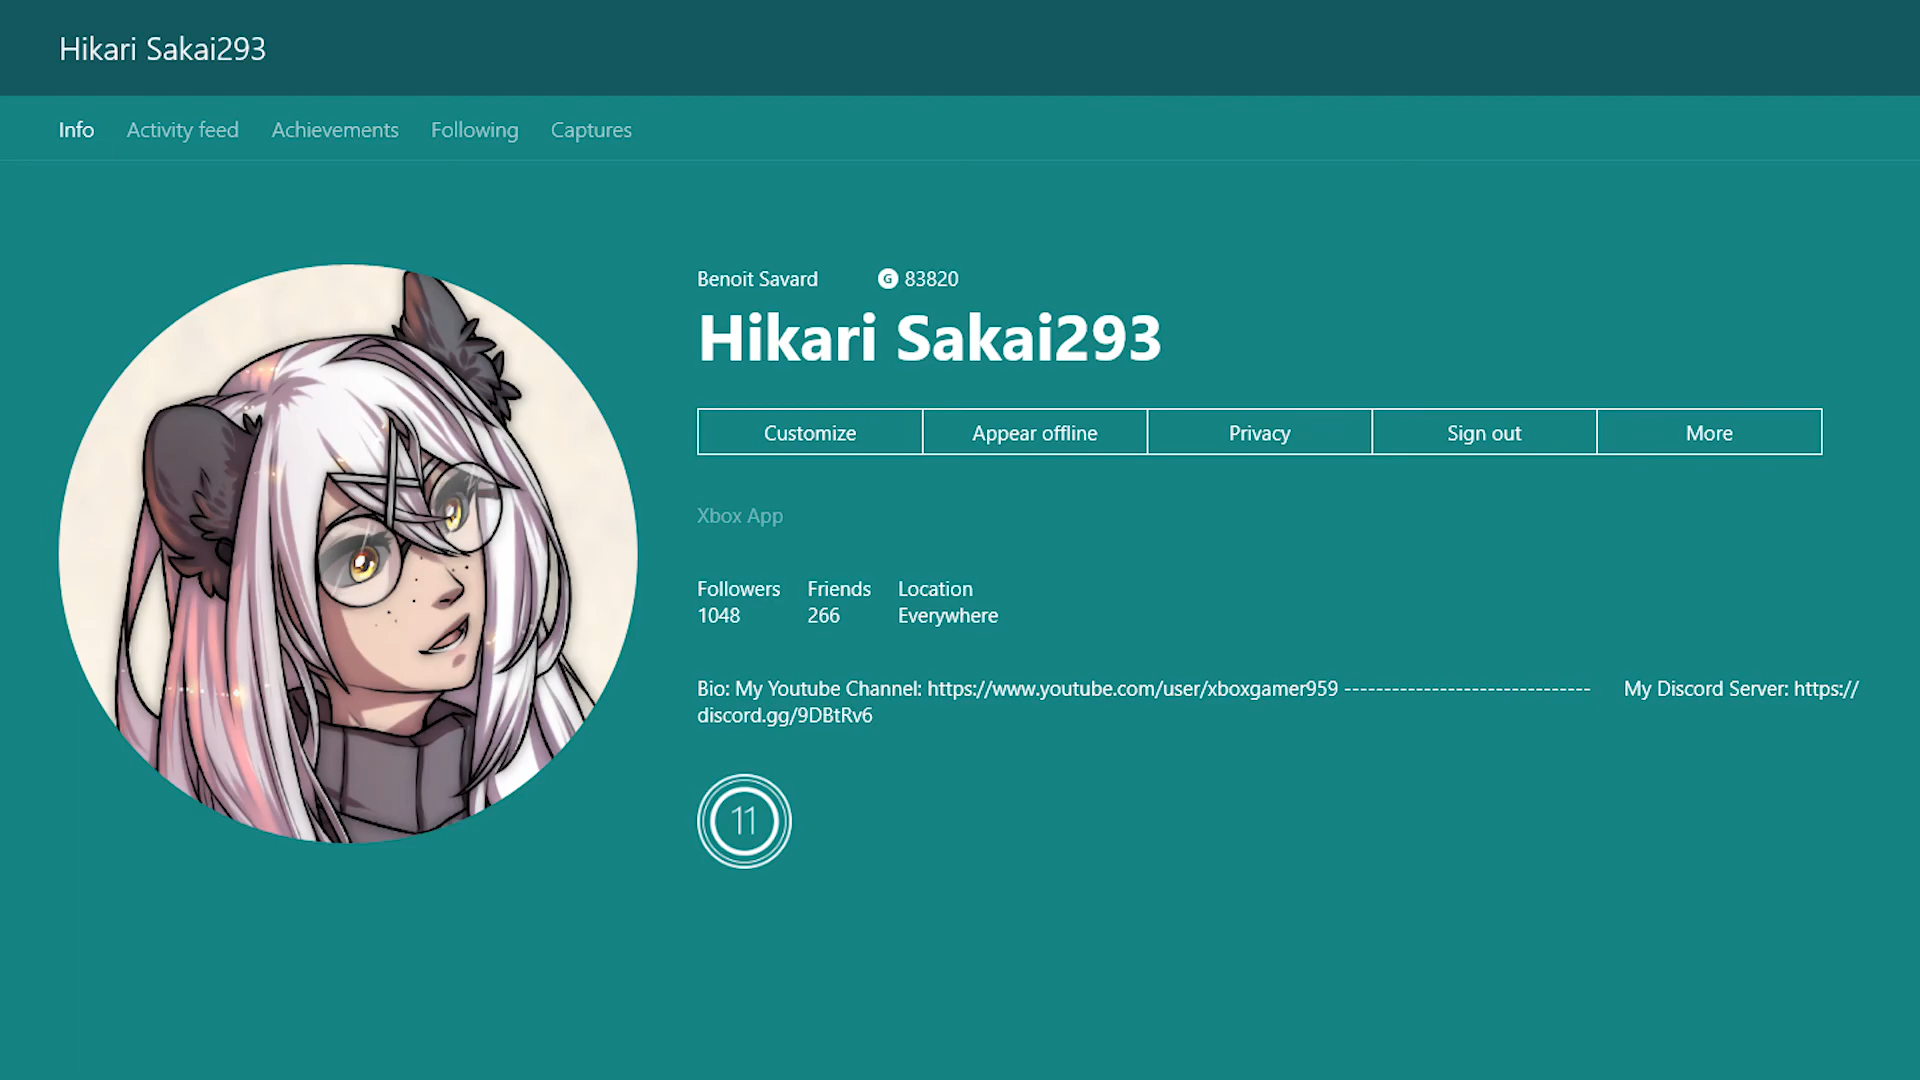 Hikari Sakai293
Info Activity feed Achievements Following Captures
Benoit Savard G 83820
Hikari Sakai293
Customize Appear offline Privacy Sign out More
Xbox App
Followers Friends Location
1048 266 Everywhere
Bio: My Youtube Channel: https://www.youtube.com/user/xboxgamer959 ------------------------------- My Discord Server: https://
discord.gg/9DBtRv6
11